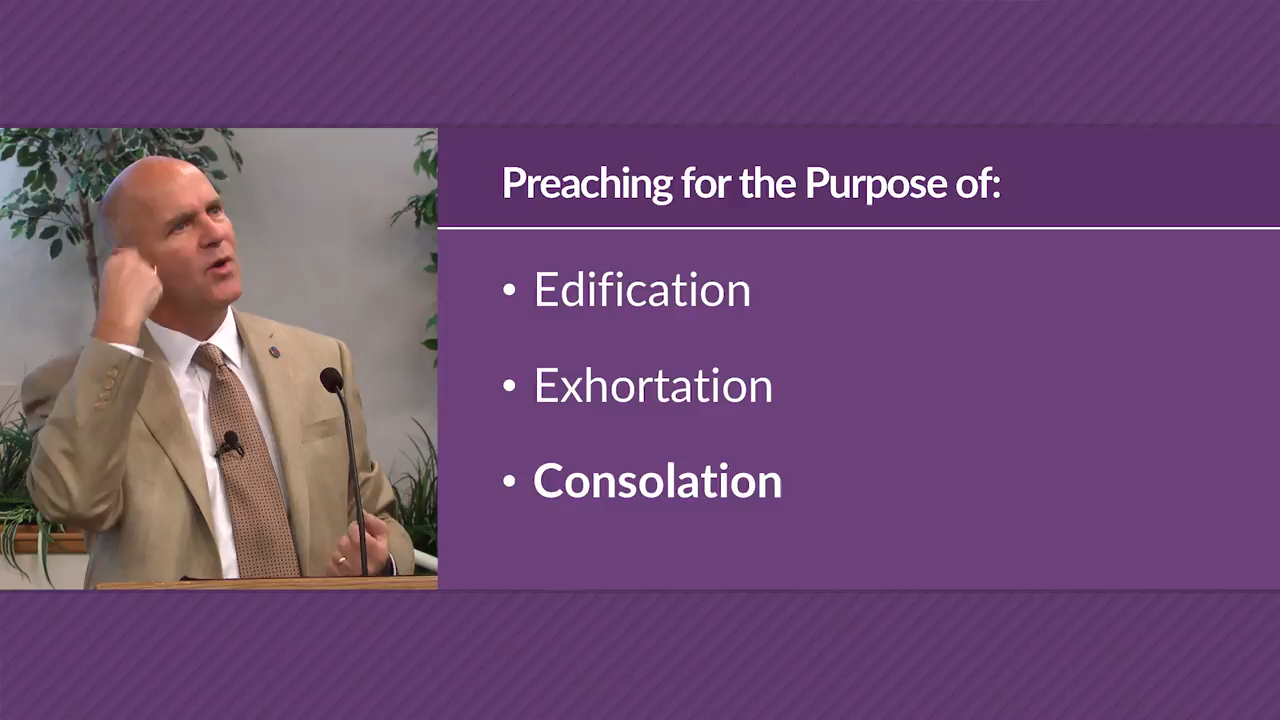 Preaching for the Purpose of:
• Edification
• Exhortation
• Consolation